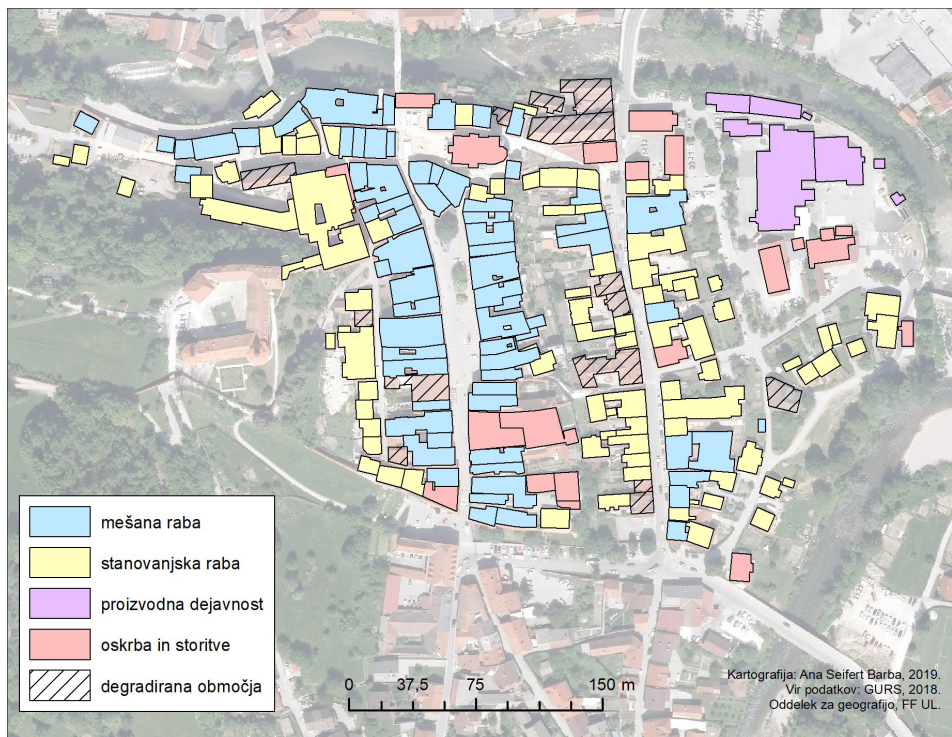 mešana raba
stanovanjska raba
proizvodna dejavnost
oskrba in storitve
degradirana območja
0 37,5 75 150 m
Kartografija: Ana Seifert Barba, 2019.
Vir podatkov: GURS, 2018.
Oddelek za geografijo, FF UL.